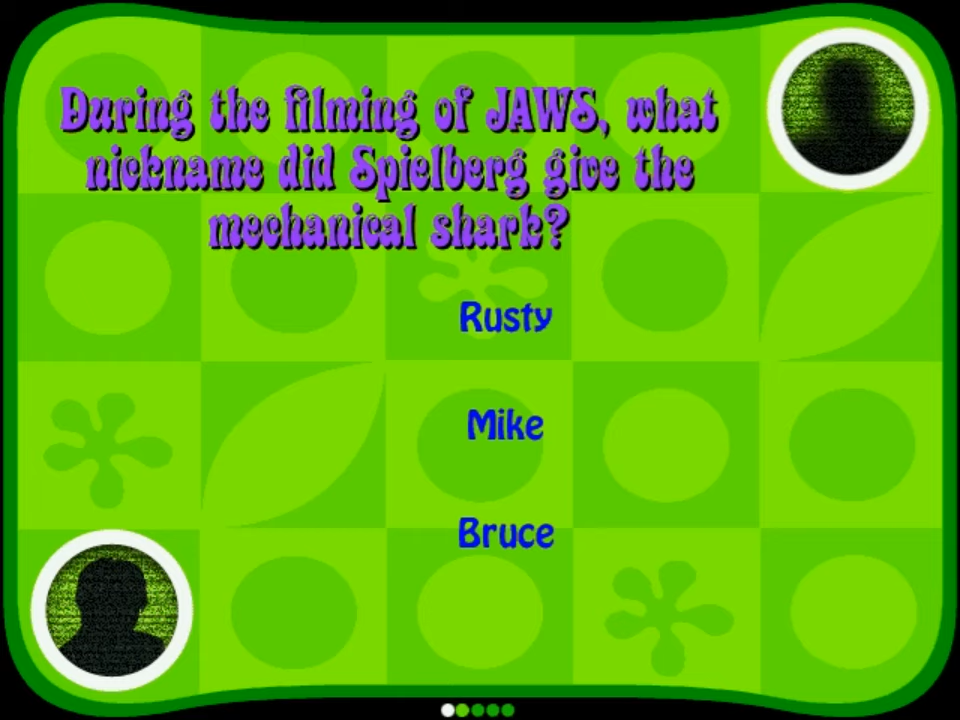 During the filming of JAWS, what
nickname did Spielberg give the
mechanical shark?
Rusty
Mike
Bruce